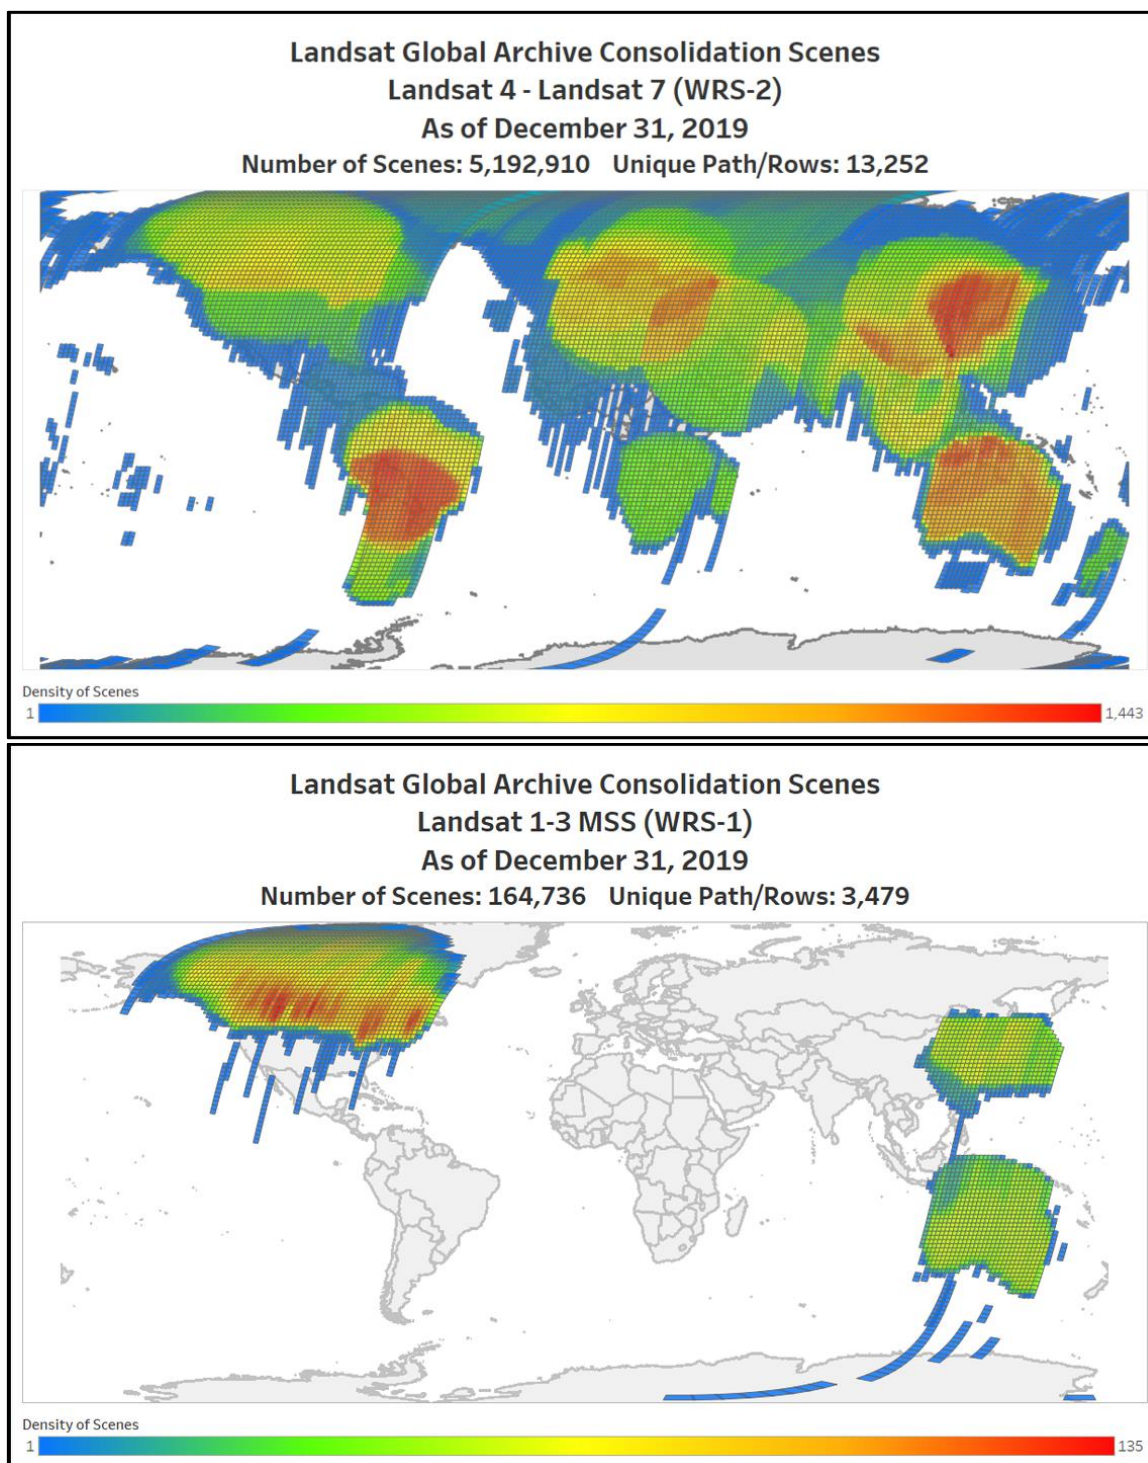 Landsat Global Archive Consolidation Scenes
Landsat 4 - Landsat 7 (WRS-2)
As of December 31, 2019
Number of Scenes: 5,192,910 Unique Path/Rows: 13,252
Density of Scenes
1 1,443
Landsat Global Archive Consolidation Scenes
Landsat 1-3 MSS (WRS-1)
As of December 31, 2019
Number of Scenes: 164,736 Unique Path/Rows: 3,479
Density of Scenes
1 135